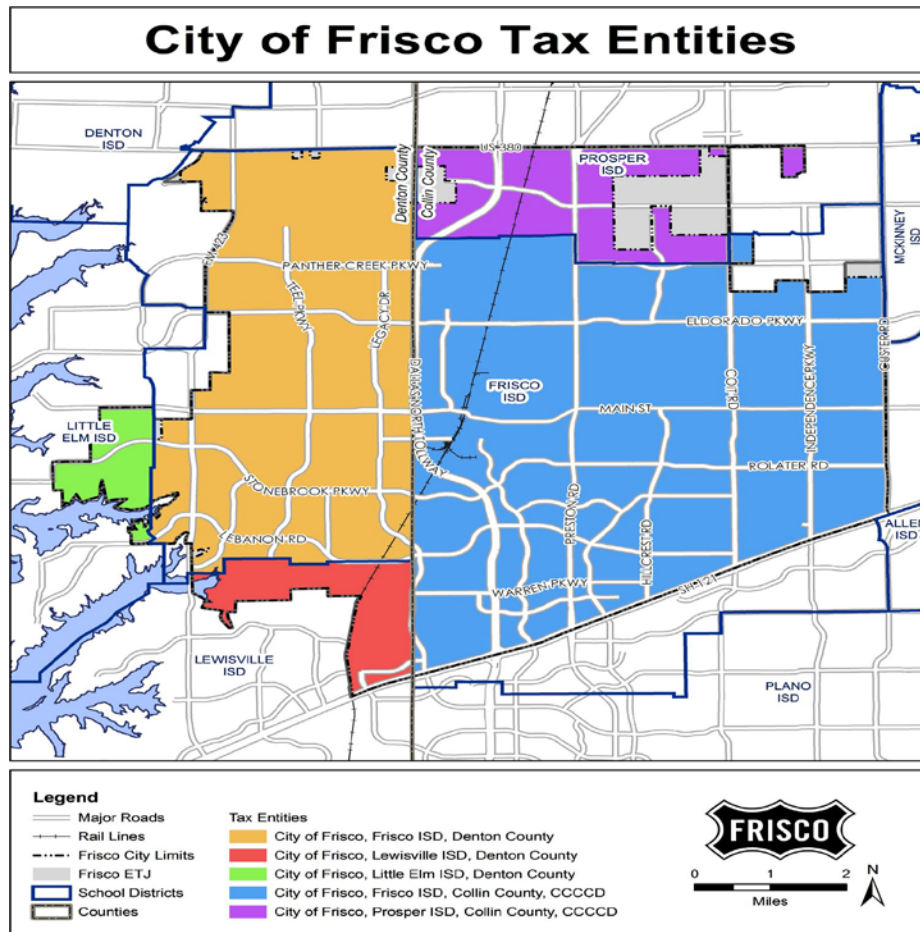 City of Frisco Tax Entities
DENTON
ISD
US 380
PROSPER
ISD
Denton County
Collin County
MCKINNEY
ISD
FM 423
PANTHER CREEK PKWY
TEEL PKWY
LEGACY DR
ELDORADO PKWY
CUSTER RD
DALLAS NORTH TOLLWAY
FRISCO
ISD
COIT RD
INDEPENDENCE PKWY
MAIN ST
LITTLE
ELM ISD
ROLATER RD
STONEBROOK PKWY
PRESTON RD
HILLCREST RD
LEBANON RD
ALLEN
ISD
WARREN PKWY
SH 121
LEWISVILLE
ISD
PLANO
ISD
Legend
Major Roads
Rail Lines
Frisco City Limits
Frisco ETJ
School Districts
Counties
Tax Entities
City of Frisco, Frisco ISD, Denton County
City of Frisco, Lewisville ISD, Denton County
City of Frisco, Little Elm ISD, Denton County
City of Frisco, Frisco ISD, Collin County, CCCCD
City of Frisco, Prosper ISD, Collin County, CCCCD
FRISCO
0 1 2
Miles
N